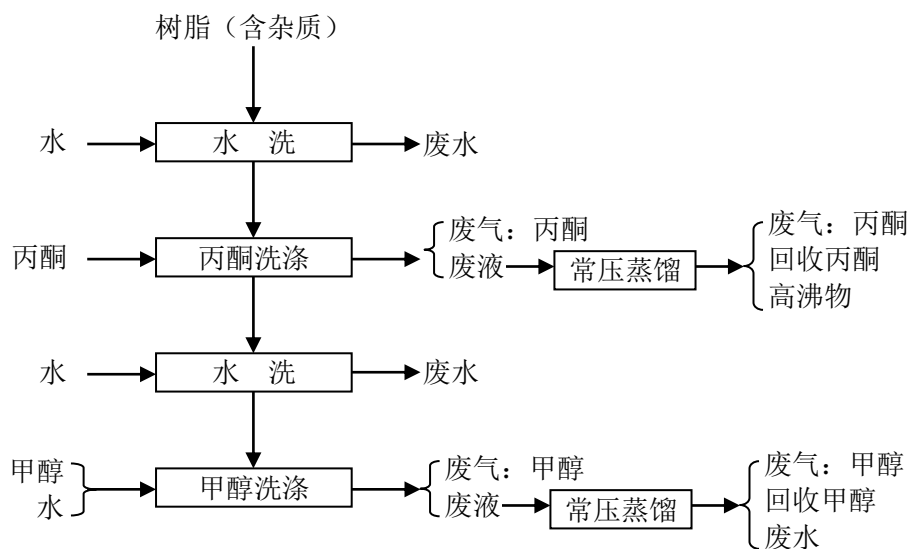 树脂（含杂质）
水
水 洗
废水
丙酮
丙酮洗涤
废气：丙酮
废液
常压蒸馏
废气：丙酮
回收丙酮
高沸物
水
水 洗
废水
甲醇
水
甲醇洗涤
废气：甲醇
废液
常压蒸馏
废气：甲醇
回收甲醇
废水